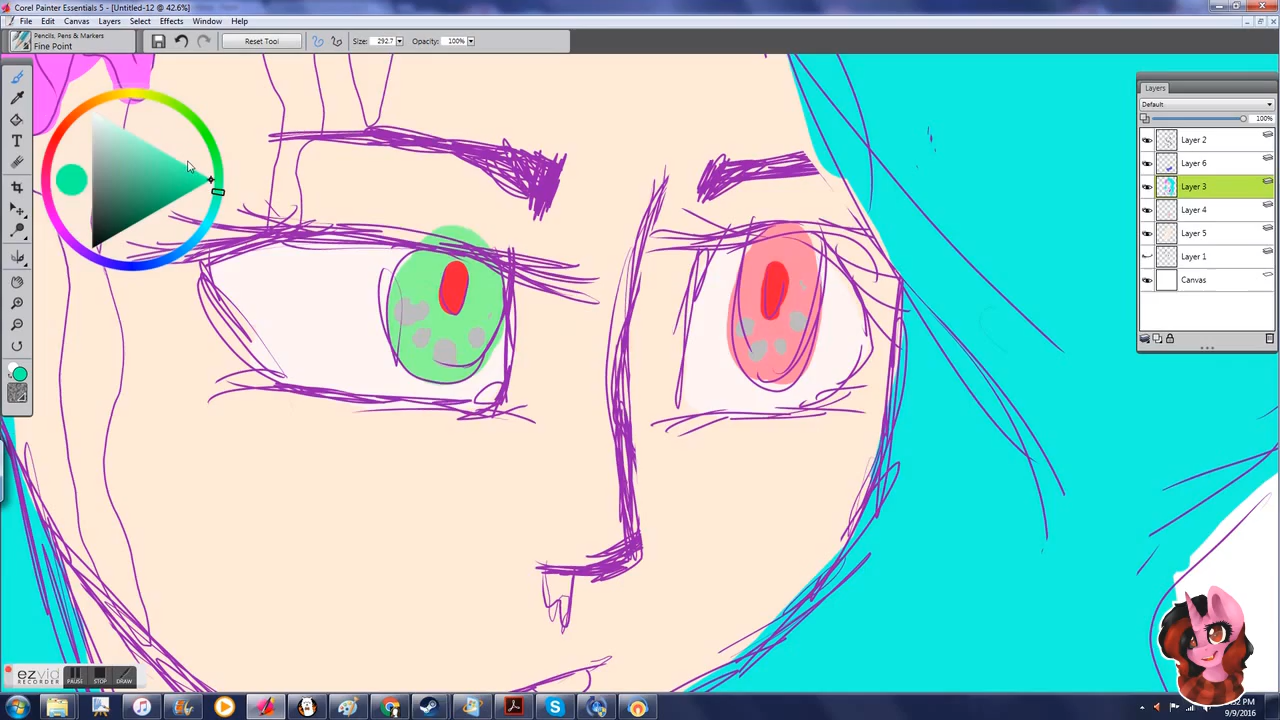 Corel Painter Essentials 5 - [Untitled-12 @ 42.6%]
File Edit Canvas Layers Select Effects Window Help
Pencils, Pens & Markers
Fine Point
Reset Tool
Size: 292.7
Opacity: 100%
Layers
Default
100%
Layer 2
Layer 6
Layer 3
Layer 4
Layer 5
Layer 1
Canvas
ezvid
RECORDER
PAUSE STOP DRAW
9/9/2016